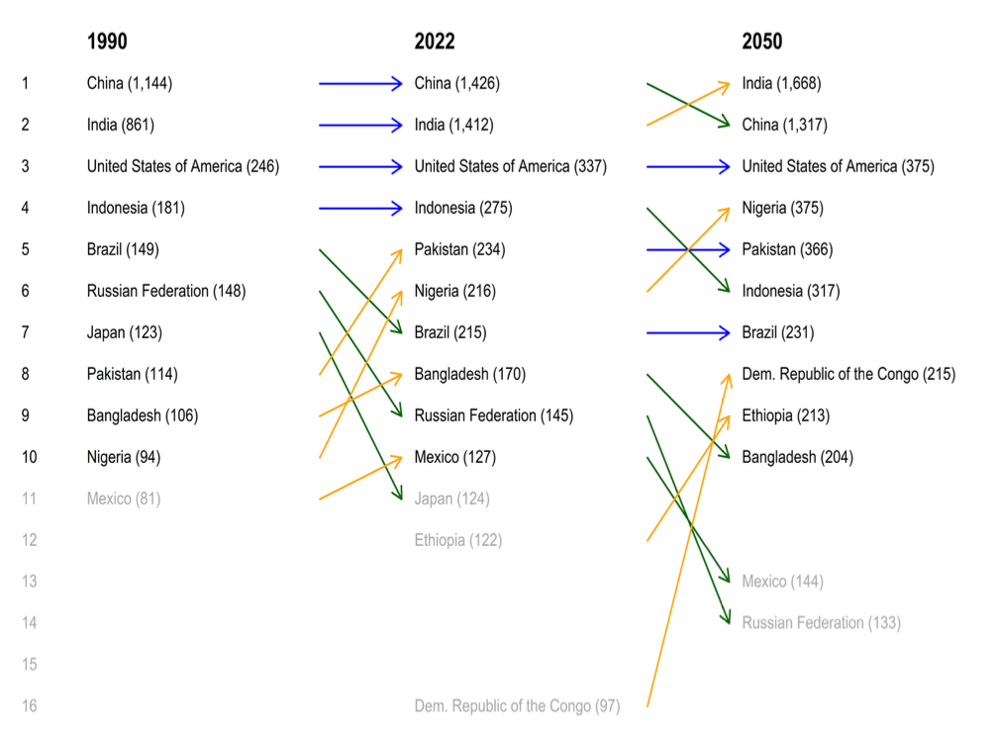 1990 2022 2050
1 China (1,144) China (1,426) India (1,668)
2 India (861) India (1,412) China (1,317)
3 United States of America (246) United States of America (337) United States of America (375)
4 Indonesia (181) Indonesia (275) Nigeria (375)
5 Brazil (149) Pakistan (234) Pakistan (366)
6 Russian Federation (148) Nigeria (216) Indonesia (317)
7 Japan (123) Brazil (215) Brazil (231)
8 Pakistan (114) Bangladesh (170) Dem. Republic of the Congo (215)
9 Bangladesh (106) Russian Federation (145) Ethiopia (213)
10 Nigeria (94) Mexico (127) Bangladesh (204)
11 Mexico (81) Japan (124)
12 Ethiopia (122)
13 Mexico (144)
14 Russian Federation (133)
15
16 Dem. Republic of the Congo (97)